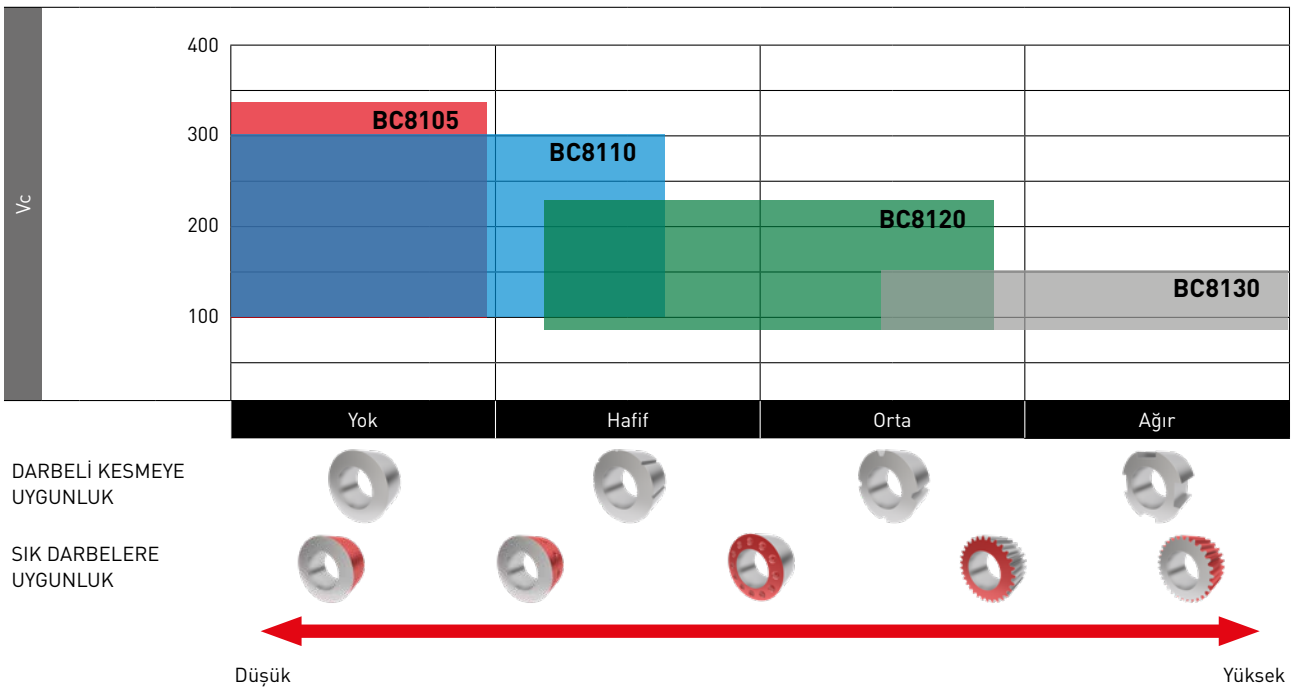 Vc
400
300
200
100
BC8105
BC8110
BC8120
BC8130
Yok
Hafif
Orta
Ağır
DARBELİ KESMEYE
UYGUNLUK
SIK DARBELERE
UYGUNLUK
Düşük
Yüksek